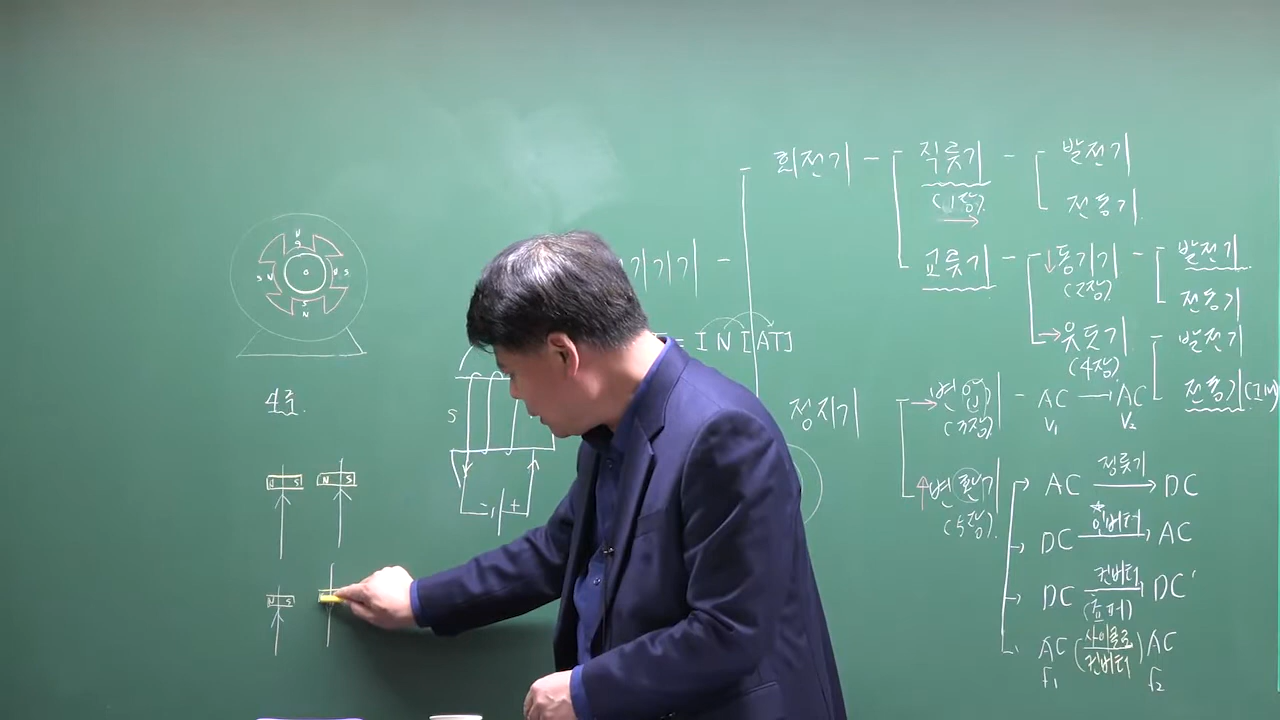 회전기 - 직류기 - 발전기
(1장)
전동기
교류기 - 동기기 - 발전기
(2장)
전동기
유도기 발전기
(4장)
전동기 (IM)
기기 -
= I N [AT]
정지기
변압기 - AC → AC
(3장) V₁ V₂
변환기
(5장)
AC 정류기 → DC
DC 인버터 → AC
DC 컨버터 → DC'
(초퍼)
AC (사이클로 컨버터) AC
f₁ f₂
N
S
S N N S
S
N
4극.
S
- +
N S N S
N S